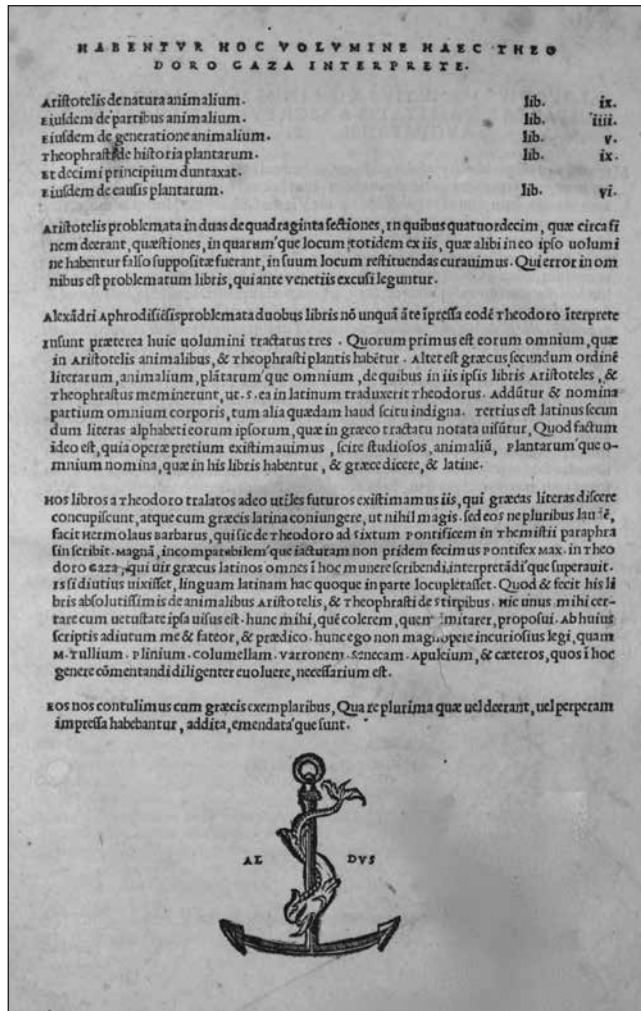 HABENTVR HOC VOLVMINE HAEC THEO
DORO GAZA INTERPRETE.
Aristotelis de natura animalium. lib. ix.
Eiusdem de partibus animalium. lib. iiii.
Eiusdem de generatione animalium. lib. v.
Theophrasti de historia plantarum. lib. ix.
Et decimi principium duntaxat.
Eiusdem de causis plantarum. lib. vi.
Aristotelis problemata in duas de quadraginta sectiones, In quibus quatuordecim, quæ circa fi
nem deerant, quæstiones, in quarum'que locum totidem ex iis, quæ alibi in eo ipso uolumi
ne habentur falso suppositæ fuerant, in suum locum restituendas curauimus. Qui error in om
nibus est problematum libris, qui ante venetiis excusi leguntur.
Alexādri Aphrodisiēsis problemata duobus libris nō unquā āte īpressa eodē Theodoro īterprete
Insunt præterea huic uolumini tractatus tres. Quorum primus est eorum omnium, quæ
in Aristotelis animalibus, & Theophrasti plantis habētur. Alter est græcus secundum ordinē
literarum, animalium, plātarum'que omnium, de quibus in iis ipsis libris Aristoteles, &
Theophrastus meminerunt, ut. s. ea in latinum traduxerit Theodorus. Addūtur & nomina
partium omnium corporis, tum alia quædam haud scitu indigna. Tertius est latinus secun
dum literas alphabeti eorum ipsorum, quæ in græco tractatu notata uisūtur, Quod factum
ideo est, quia operæpretium existimauimus, scire studiosos, animaliū, plantarum'que o-
mnium nomina, quæ in his libris habentur, & græce dicere, & latine.
Hos libros a Theodoro tralatos adeo utiles futuros existimamus iis, qui græcas literas discere
concupiscunt, atque cum græcis latina coniungere, ut nihil magis. sed eos ne pluribus
facit Hermolaus Barbarus, qui sic de Theodoro ad sixtum Pontificem in Themistii paraphra
sin scribit. Magnā, incomparabilem'que iacturam non pridem fecimus Pontifex Max. in Theo
doro Gaza, qui uir græcus latinos omnes ī hoc munere scribendi, interpretādi'que superauit.
Is si diutius uixisset, linguam latinam hac quoque in parte locupletasset. Quod & fecit his li
bris absolutissimis de animalibus Aristotelis, & Theophrasti de stirpibus. Hic unus mihi cer-
tare cum uetustate ipsa uisus est. hunc mihi, quē colerem, quem imitarer, proposui. Ab huius
scriptis adiutum me & fateor, & prædico. hunc ego non magnopere incuriosius legi, quam
M. Tullium. Plinium. Columellam. varronem. Senecam. Apuleium, & cæteros, quos ī hoc
genere cōmentandi diligenter euoluere, necessarium est.
Eos nos contulimus cum græcis exemplaribus, Quare plurima quæ uel deerant, uel perperam
impressa habebantur, addita, emendata'que sunt.
AL DVS